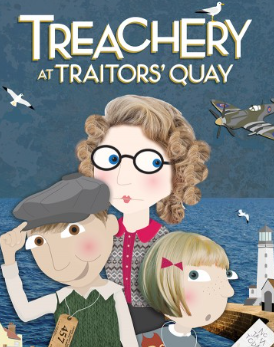 TREACHERY
AT TRAITORS' QUAY
457